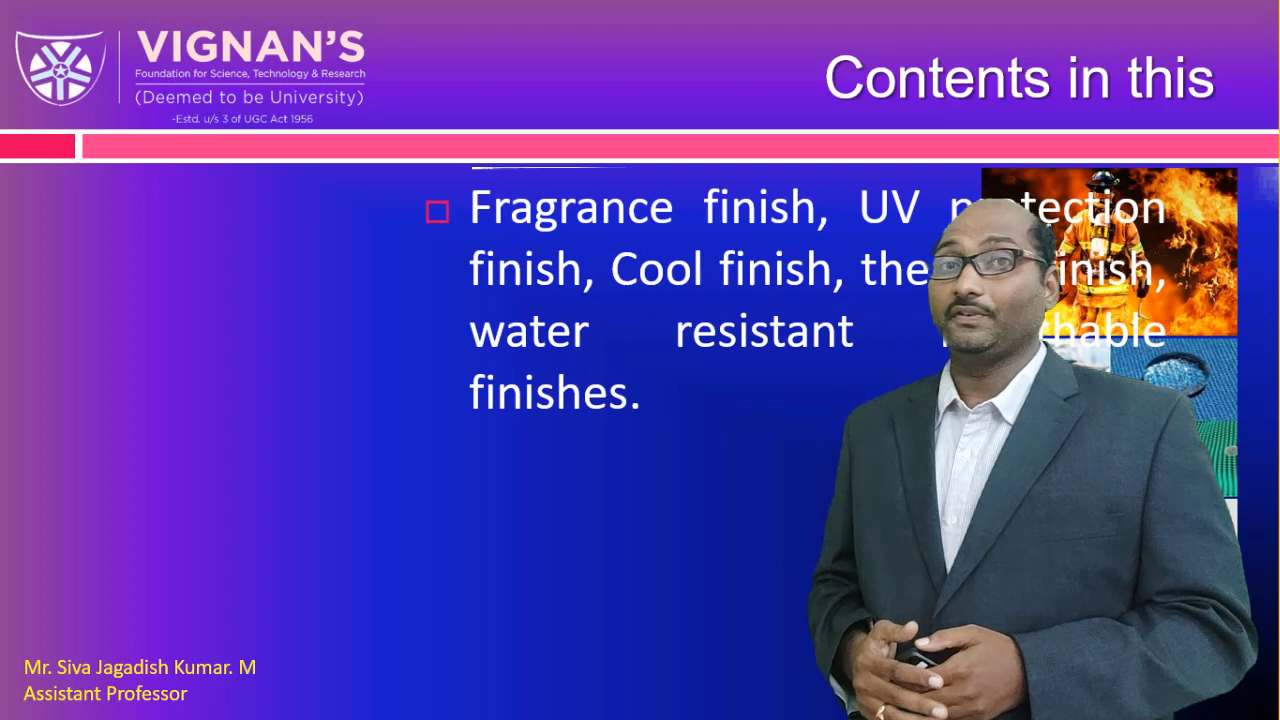 VIGNAN'S
Foundation for Science, Technology & Research
(Deemed to be University)
-Estd. u/s 3 of UGC Act 1956
Contents in this
Fragrance finish, UV
finish, Cool finish,
water resistant
finishes.
Mr. Siva Jagadish Kumar. M
Assistant Professor